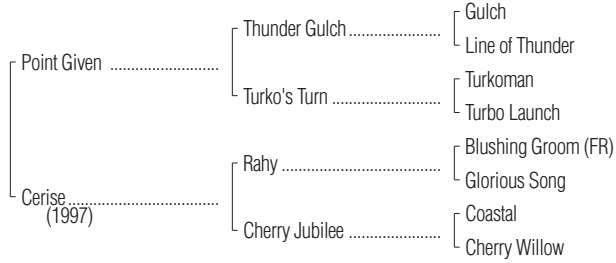 Gulch
Thunder Gulch ......................
Line of Thunder
Point Given ..........................
Turkoman
Turko's Turn ..........................
Turbo Launch
Blushing Groom (FR)
Rahy ......................................
Glorious Song
Cerise ....................................
(1997)
Coastal
Cherry Jubilee ......................
Cherry Willow